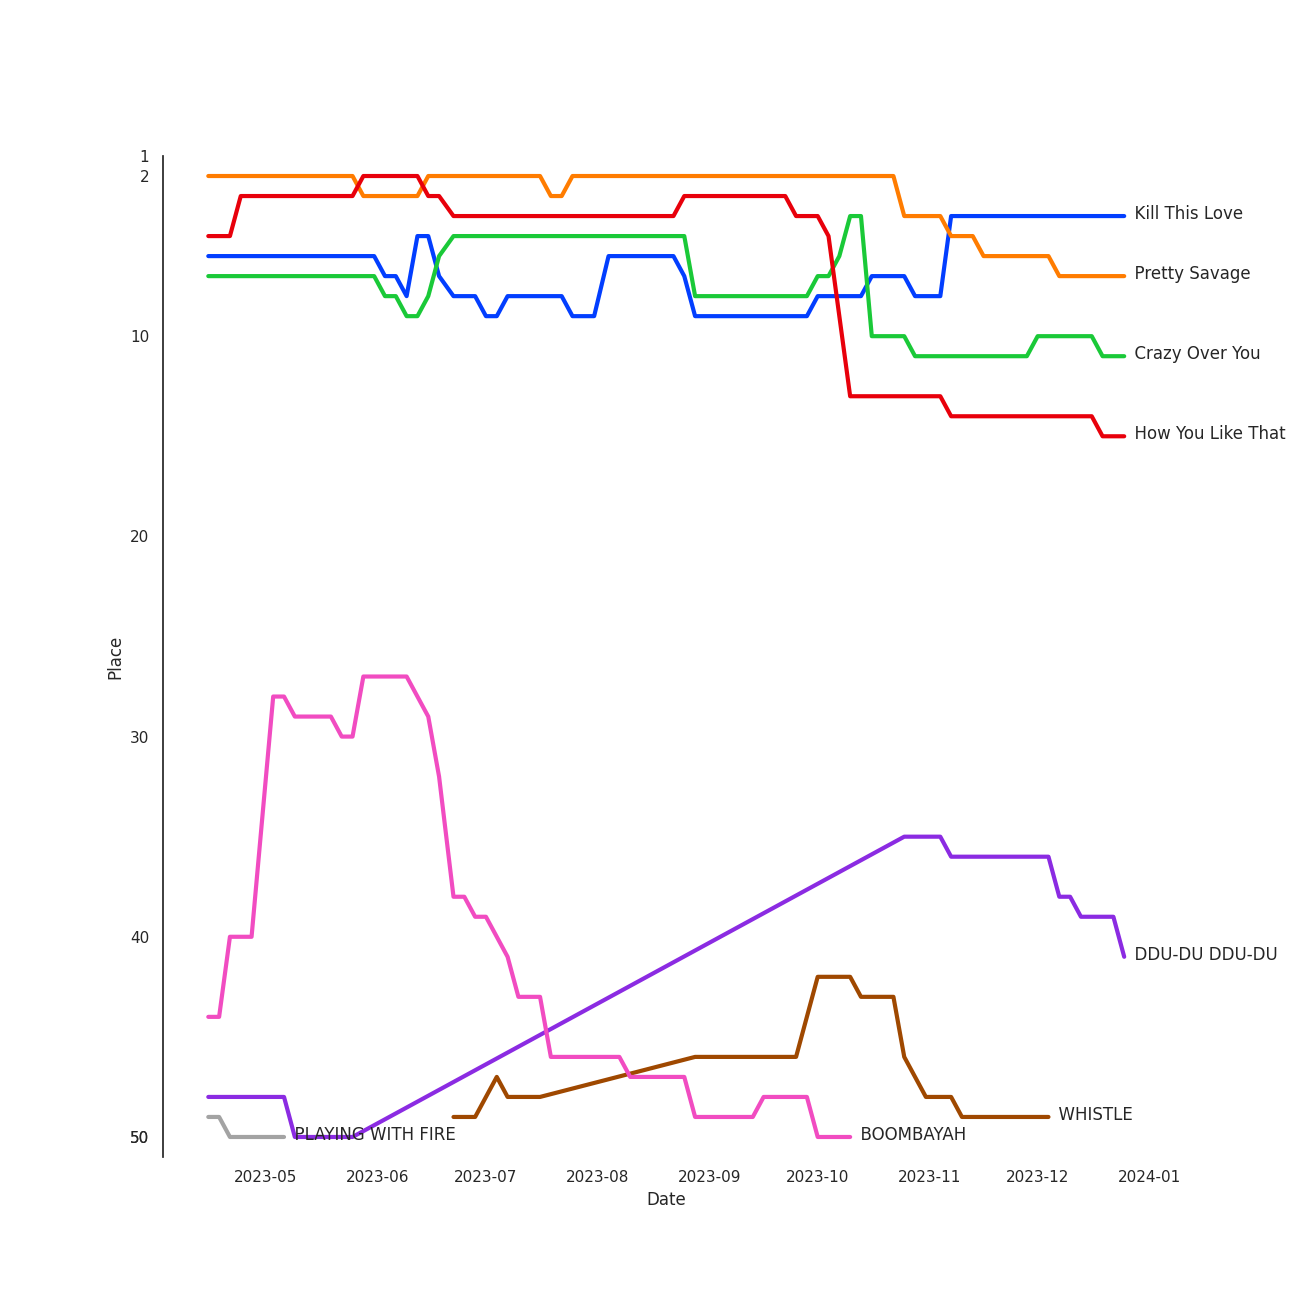 1
2
10
20
30
40
50
Place
Kill This Love
Pretty Savage
Crazy Over You
How You Like That
DDU-DU DDU-DU
WHISTLE
PLAYING WITH FIRE
BOOMBAYAH
2023-05
2023-06
2023-07
2023-08
2023-09
2023-10
2023-11
2023-12
2024-01
Date